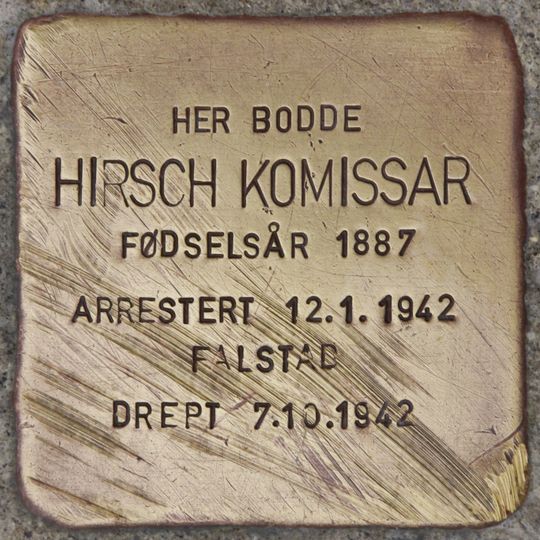 HER BODDE
HIRSCH KOMISSAR
FØDSELSÅR 1887
ARRESTERT 12.1.1942
FALSTAD
DREPT 7.10.1942